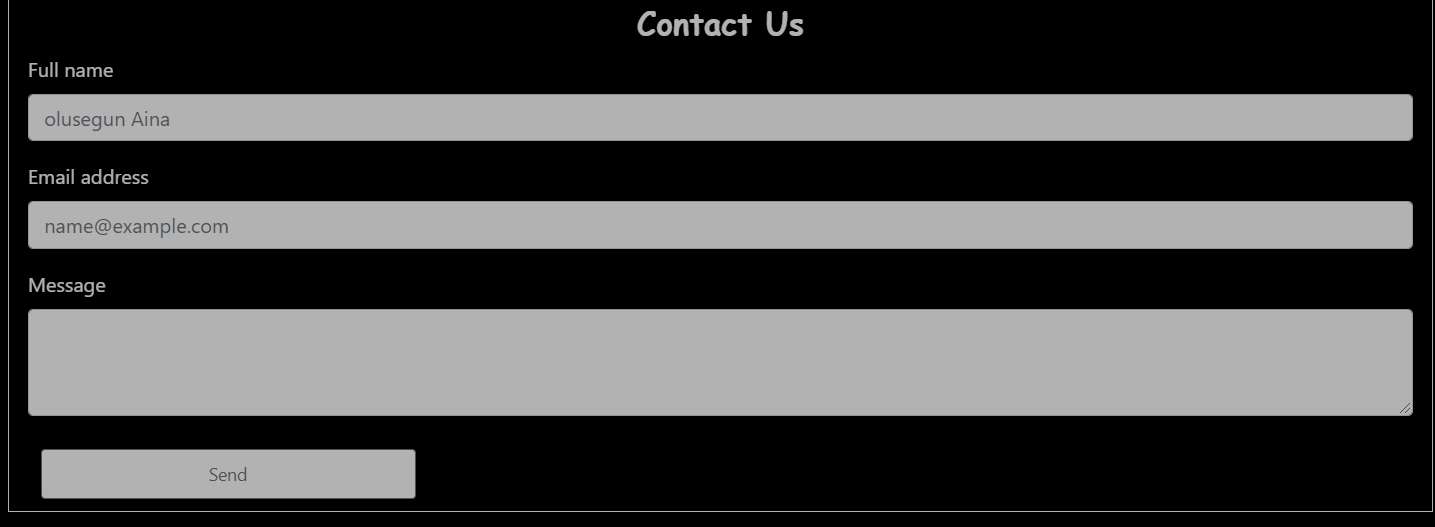 Contact Us
Full name
olusegun Aina
Email address
name@example.com
Message
Send